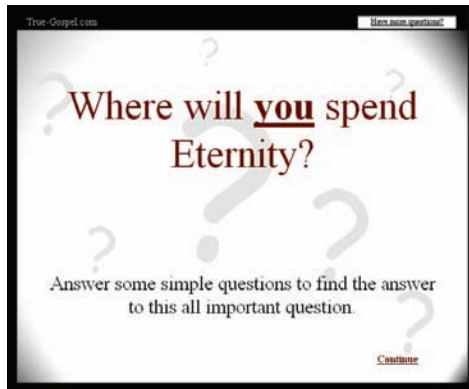 True-Gospel.com
Have more questions?
Where will you spend
Eternity?
Answer some simple questions to find the answer
to this all important question.
Continue